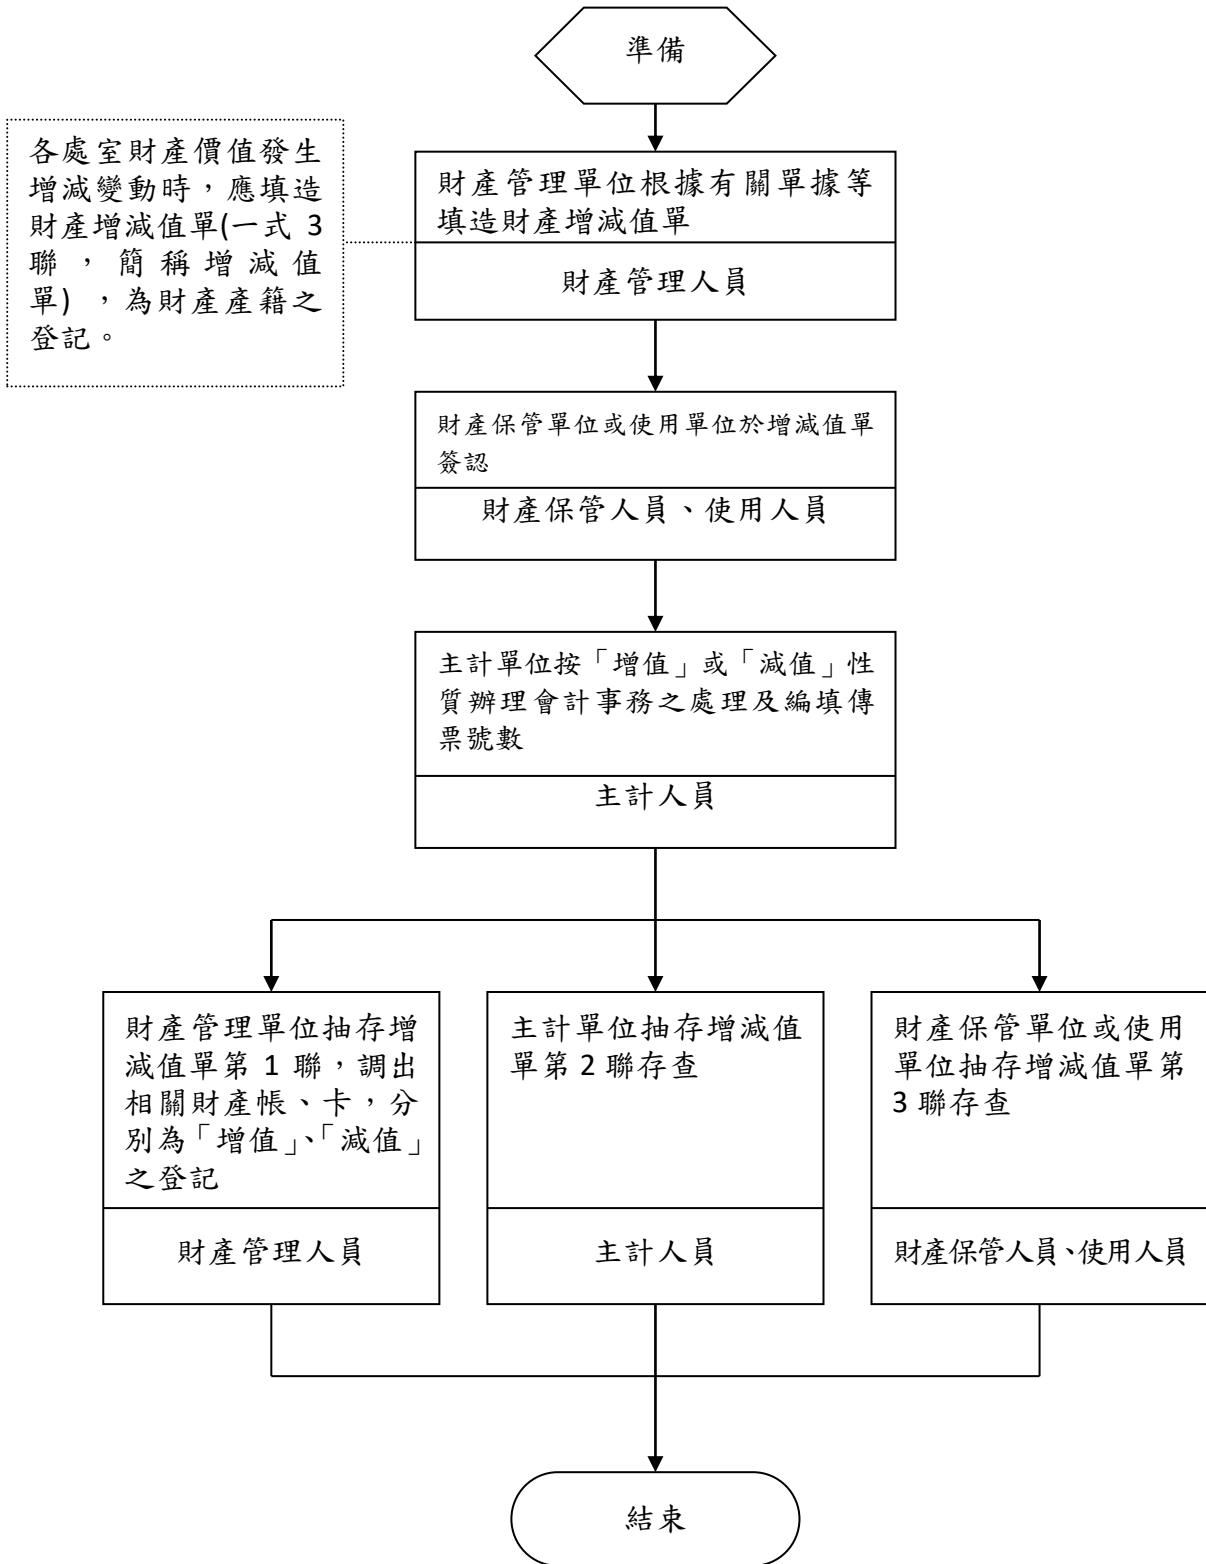 準備
各處室財產價值發生
增減變動時，應填造
財產增減值單(一式 3
聯，簡稱增減值
單)，為財產產籍之
登記。
財產管理單位根據有關單據等
填造財產增減值單
財產管理人員
財產保管單位或使用單位於增減值單
簽認
財產保管人員、使用人員
主計單位按「增值」或「減值」性
質辦理會計事務之處理及編填傳
票號數
主計人員
財產管理單位抽存增
減值單第 1 聯，調出
相關財產帳、卡，分
別為「增值」、「減值」
之登記
財產管理人員
主計單位抽存增減值
單第 2 聯存查
主計人員
財產保管單位或使用
單位抽存增減值單第
3 聯存查
財產保管人員、使用人員
結束